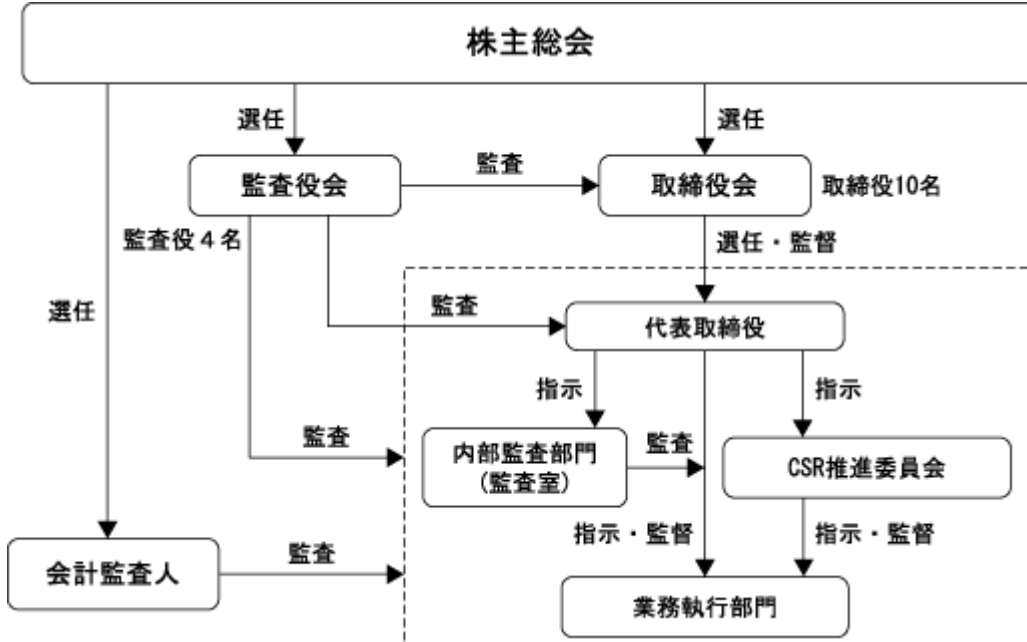 株主総会
選任
選任
監査役会
監査
取締役会
取締役10名
監査役４名
選任・監督
選任
監査
代表取締役
指示
指示
監査
内部監査部門
(監査室)
監査
CSR推進委員会
指示・監督
指示・監督
会計監査人
監査
業務執行部門